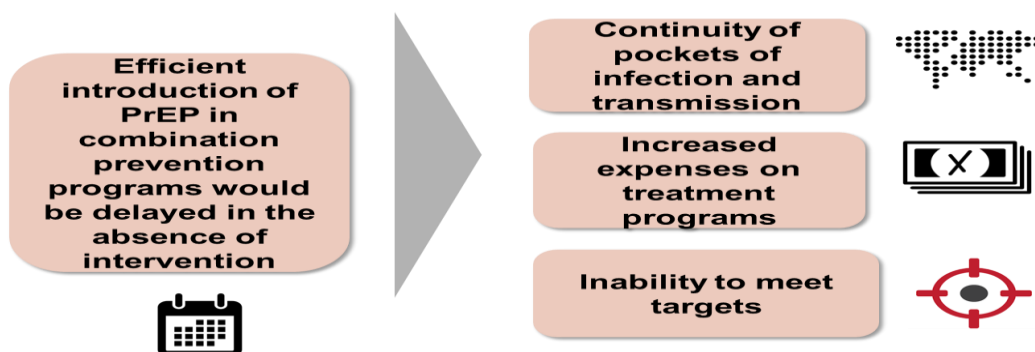 Efficient
introduction of
PrEP in
combination
prevention
programs would
be delayed in the
absence of
intervention
Continuity of
pockets of
infection and
transmission
Increased
expenses on
treatment
programs
Inability to meet
targets